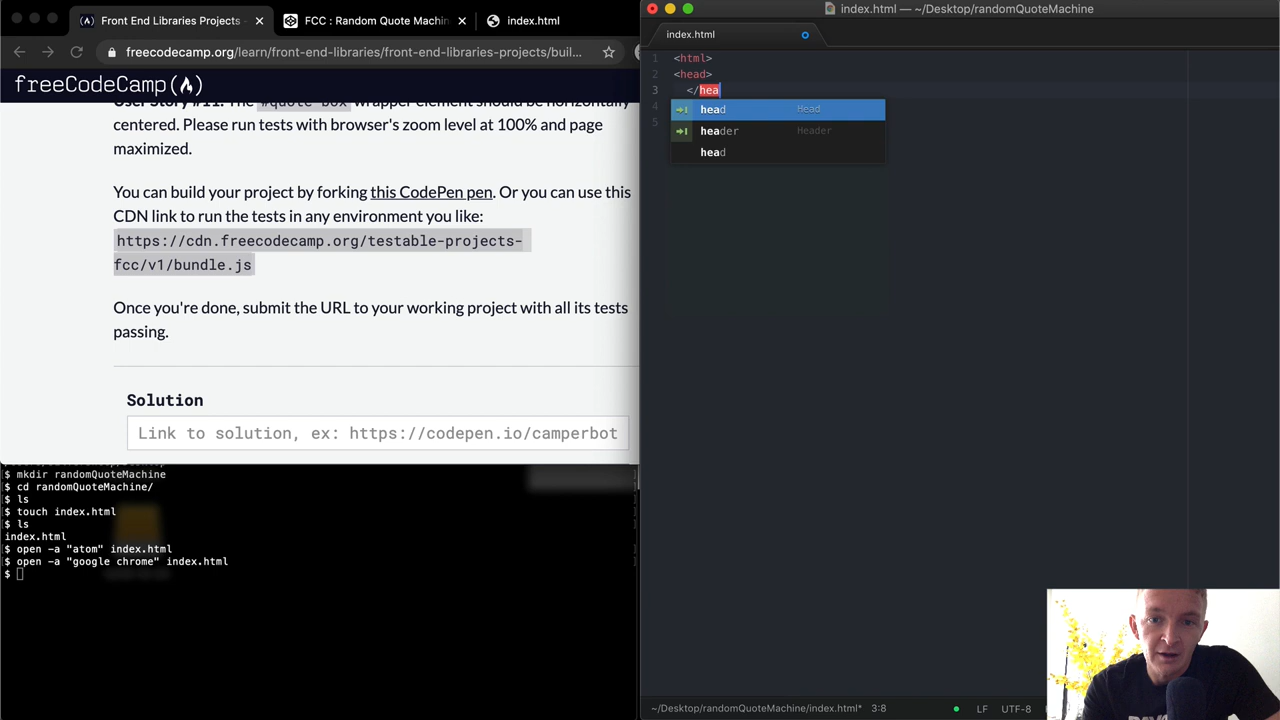 Front End Libraries Projects
FCC : Random Quote Machin
index.html
freecodecamp.org/learn/front-end-libraries/front-end-libraries-projects/buil...
freeCodeCamp
User Story #11: The #quote-box wrapper element should be horizontally
centered. Please run tests with browser's zoom level at 100% and page
maximized.
You can build your project by forking this CodePen pen. Or you can use this
CDN link to run the tests in any environment you like:
https://cdn.freecodecamp.org/testable-projects-
fcc/v1/bundle.js
Once you're done, submit the URL to your working project with all its tests
passing.
Solution
Link to solution, ex: https://codepen.io/camperbot
$ mkdir randomQuoteMachine
$ cd randomQuoteMachine/
$ ls
$ touch index.html
$ ls
index.html
$ open -a "atom" index.html
$ open -a "google chrome" index.html
$
index.html — ~/Desktop/randomQuoteMachine
index.html
1 <html>
2 <head>
3 </hea
4
5
head Head
header Header
head
~/Desktop/randomQuoteMachine/index.html* 3:8
LF UTF-8